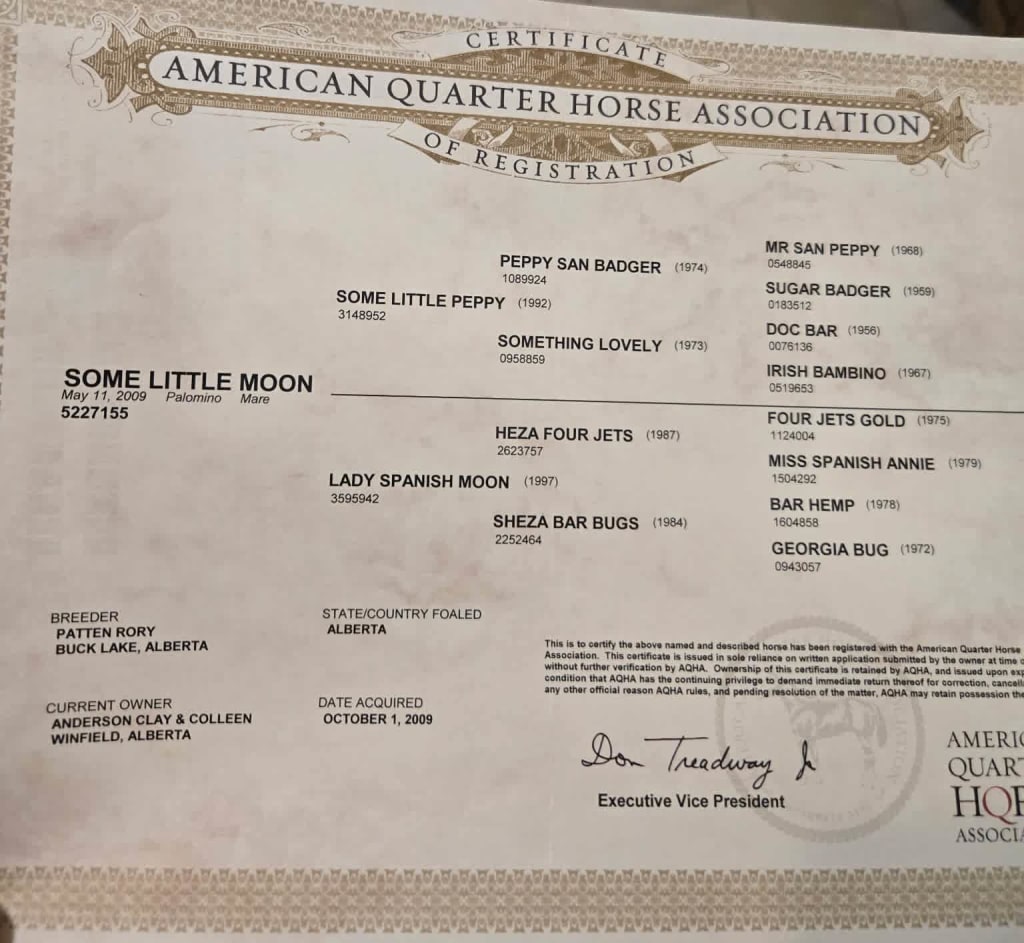 CERTIFICATE
AMERICAN QUARTER HORSE ASSOCIATION
OF REGISTRATION
MR SAN PEPPY (1968)
0548845
PEPPY SAN BADGER (1974)
1089924
SUGAR BADGER (1959)
0183512
SOME LITTLE PEPPY (1992)
3148952
DOC BAR (1956)
0076136
SOMETHING LOVELY (1973)
0958859
IRISH BAMBINO (1967)
0519653
SOME LITTLE MOON
May 11, 2009 Palomino Mare
5227155
FOUR JETS GOLD (1975)
1124004
HEZA FOUR JETS (1987)
2623757
MISS SPANISH ANNIE (1979)
1504292
LADY SPANISH MOON (1997)
3595942
BAR HEMP (1978)
1604858
SHEZA BAR BUGS (1984)
2252464
GEORGIA BUG (1972)
0943057
BREEDER
PATTEN RORY
BUCK LAKE, ALBERTA
STATE/COUNTRY FOALED
ALBERTA
CURRENT OWNER
ANDERSON CLAY & COLLEEN
WINFIELD, ALBERTA
DATE ACQUIRED
OCTOBER 1, 2009
This is to certify the above named and described horse has been registered with the American Quarter Horse
Association. This certificate is issued in sole reliance on written application submitted by the owner at time
without further verification by AQHA. Ownership of this certificate is retained by AQHA, and issued upon
condition that AQHA has the continuing privilege to demand immediate return thereof for correction,
any other official reason AQHA rules, and pending resolution of the matter, AQHA may retain possession
Don Treadway Jr
Executive Vice President
AMERIC
QUART
HOR
ASSOCIA